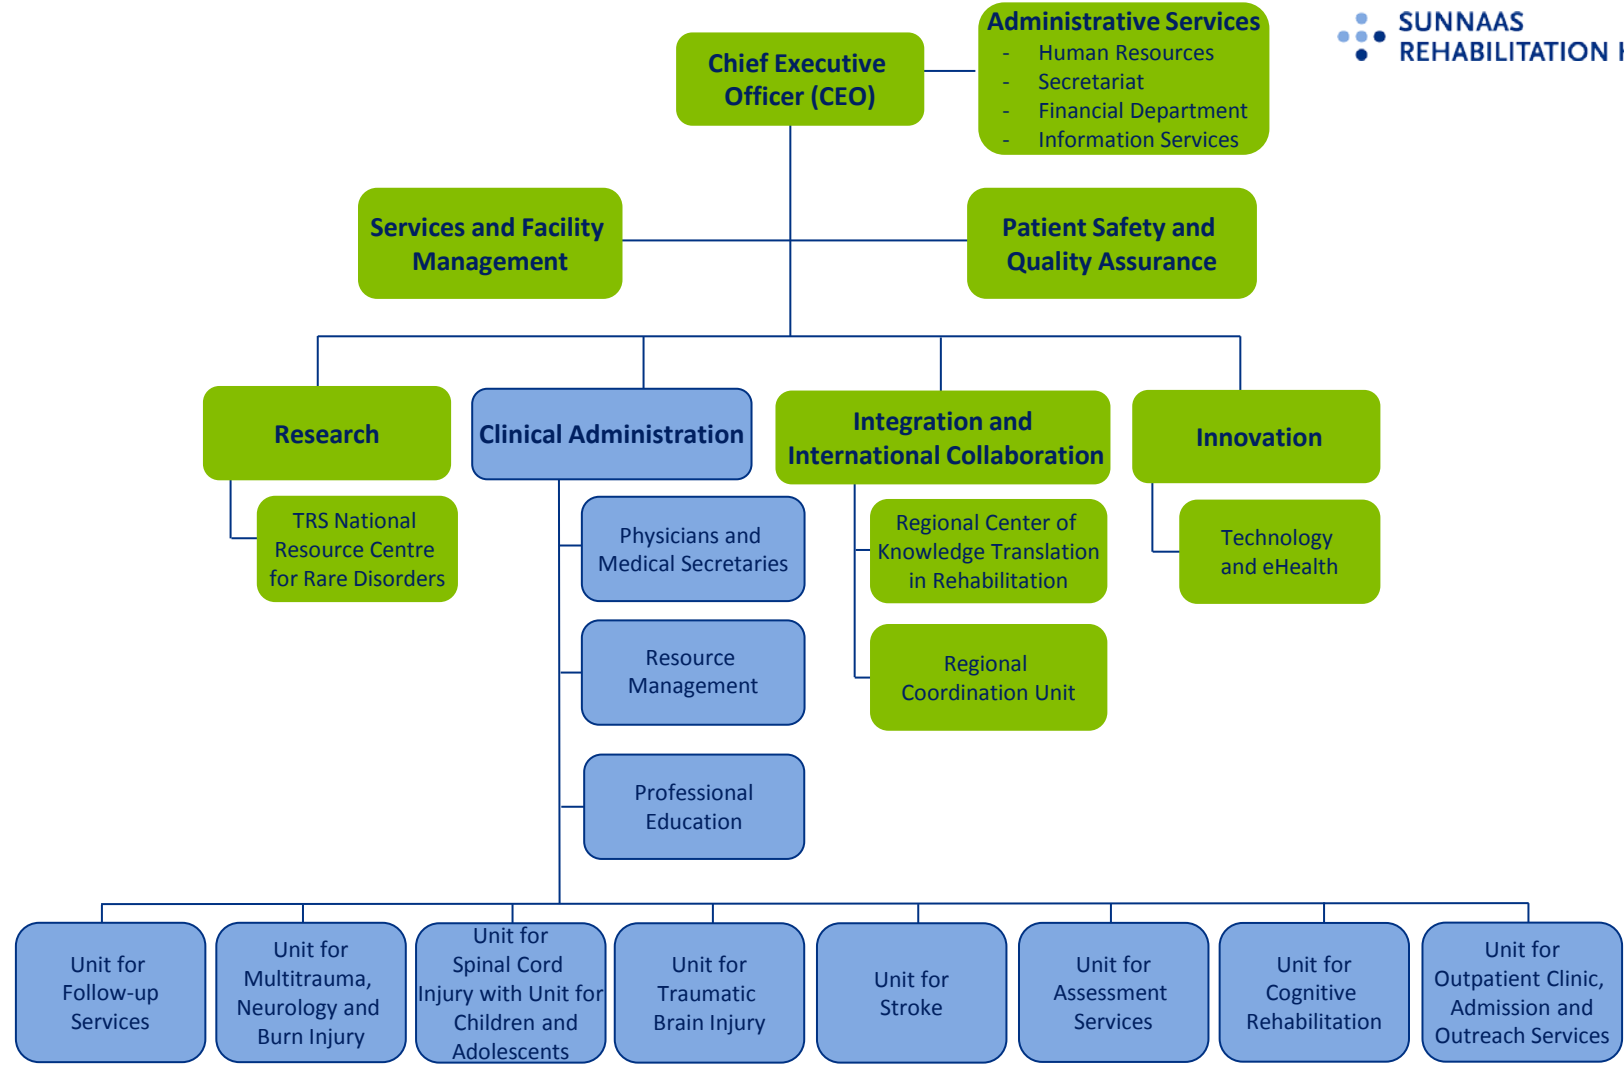 SUNNAAS
REHABILITATION H
Chief Executive
Officer (CEO)
Administrative Services
- Human Resources
- Secretariat
- Financial Department
- Information Services
Services and Facility
Management
Patient Safety and
Quality Assurance
Research
Clinical Administration
Integration and
International Collaboration
Innovation
TRS National
Resource Centre
for Rare Disorders
Physicians and
Medical Secretaries
Regional Center of
Knowledge Translation
in Rehabilitation
Technology
and eHealth
Resource
Management
Regional
Coordination Unit
Professional
Education
Unit for
Follow-up
Services
Unit for
Multitrauma,
Neurology and
Burn Injury
Unit for
Spinal Cord
Injury with Unit for
Children and
Adolescents
Unit for
Traumatic
Brain Injury
Unit for
Stroke
Unit for
Assessment
Services
Unit for
Cognitive
Rehabilitation
Unit for
Outpatient Clinic,
Admission and
Outreach Services